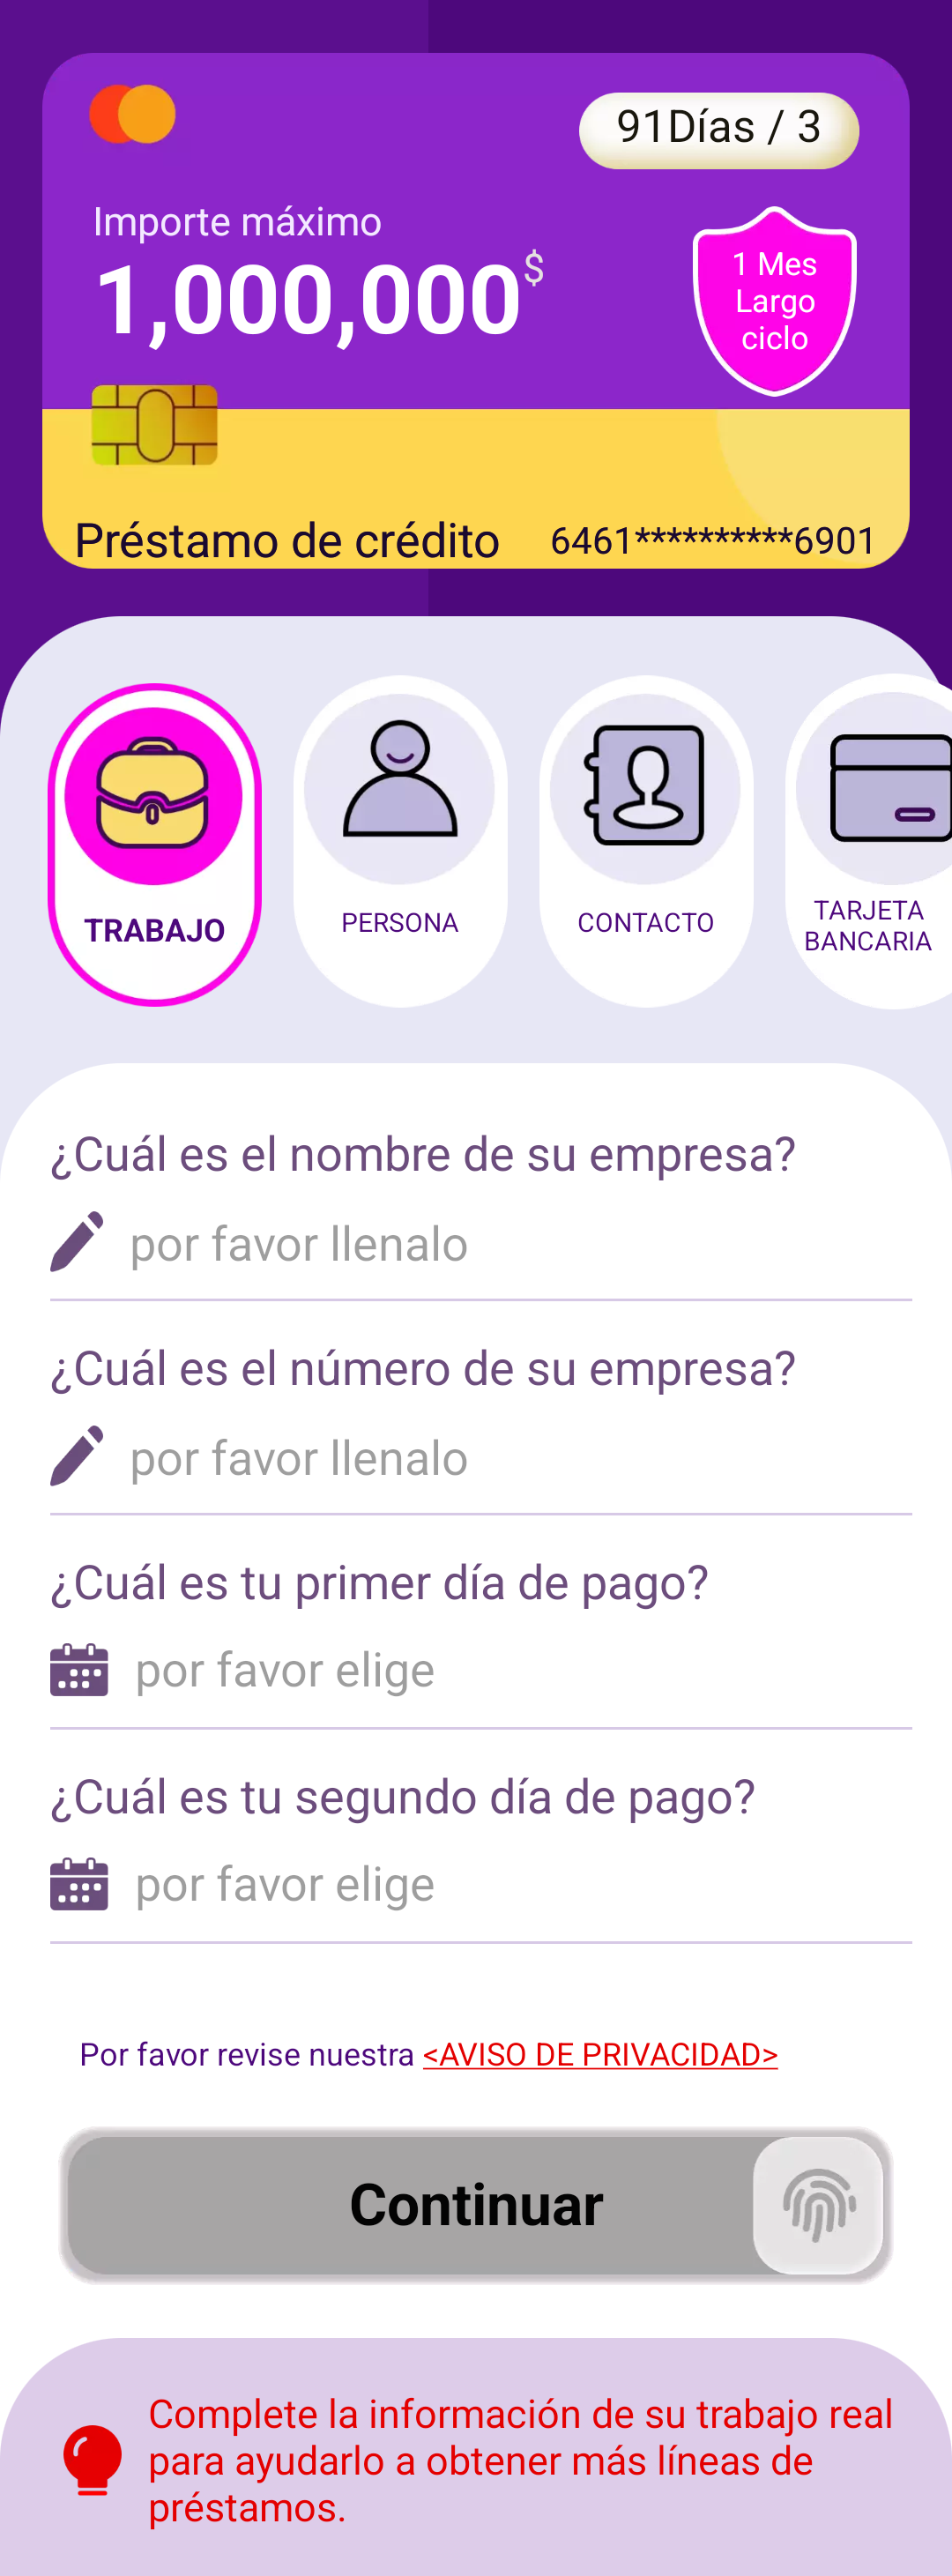 91Días / 3
Importe máximo
1,000,000$
1 Mes
Largo
ciclo
Préstamo de crédito
6461**********6901
TRABAJO
PERSONA
CONTACTO
TARJETA
BANCARIA
¿Cuál es el nombre de su empresa?
por favor llenalo
¿Cuál es el número de su empresa?
por favor llenalo
¿Cuál es tu primer día de pago?
por favor elige
¿Cuál es tu segundo día de pago?
por favor elige
Por favor revise nuestra <AVISO DE PRIVACIDAD>
Continuar
Complete la información de su trabajo real
para ayudarlo a obtener más líneas de
préstamos.